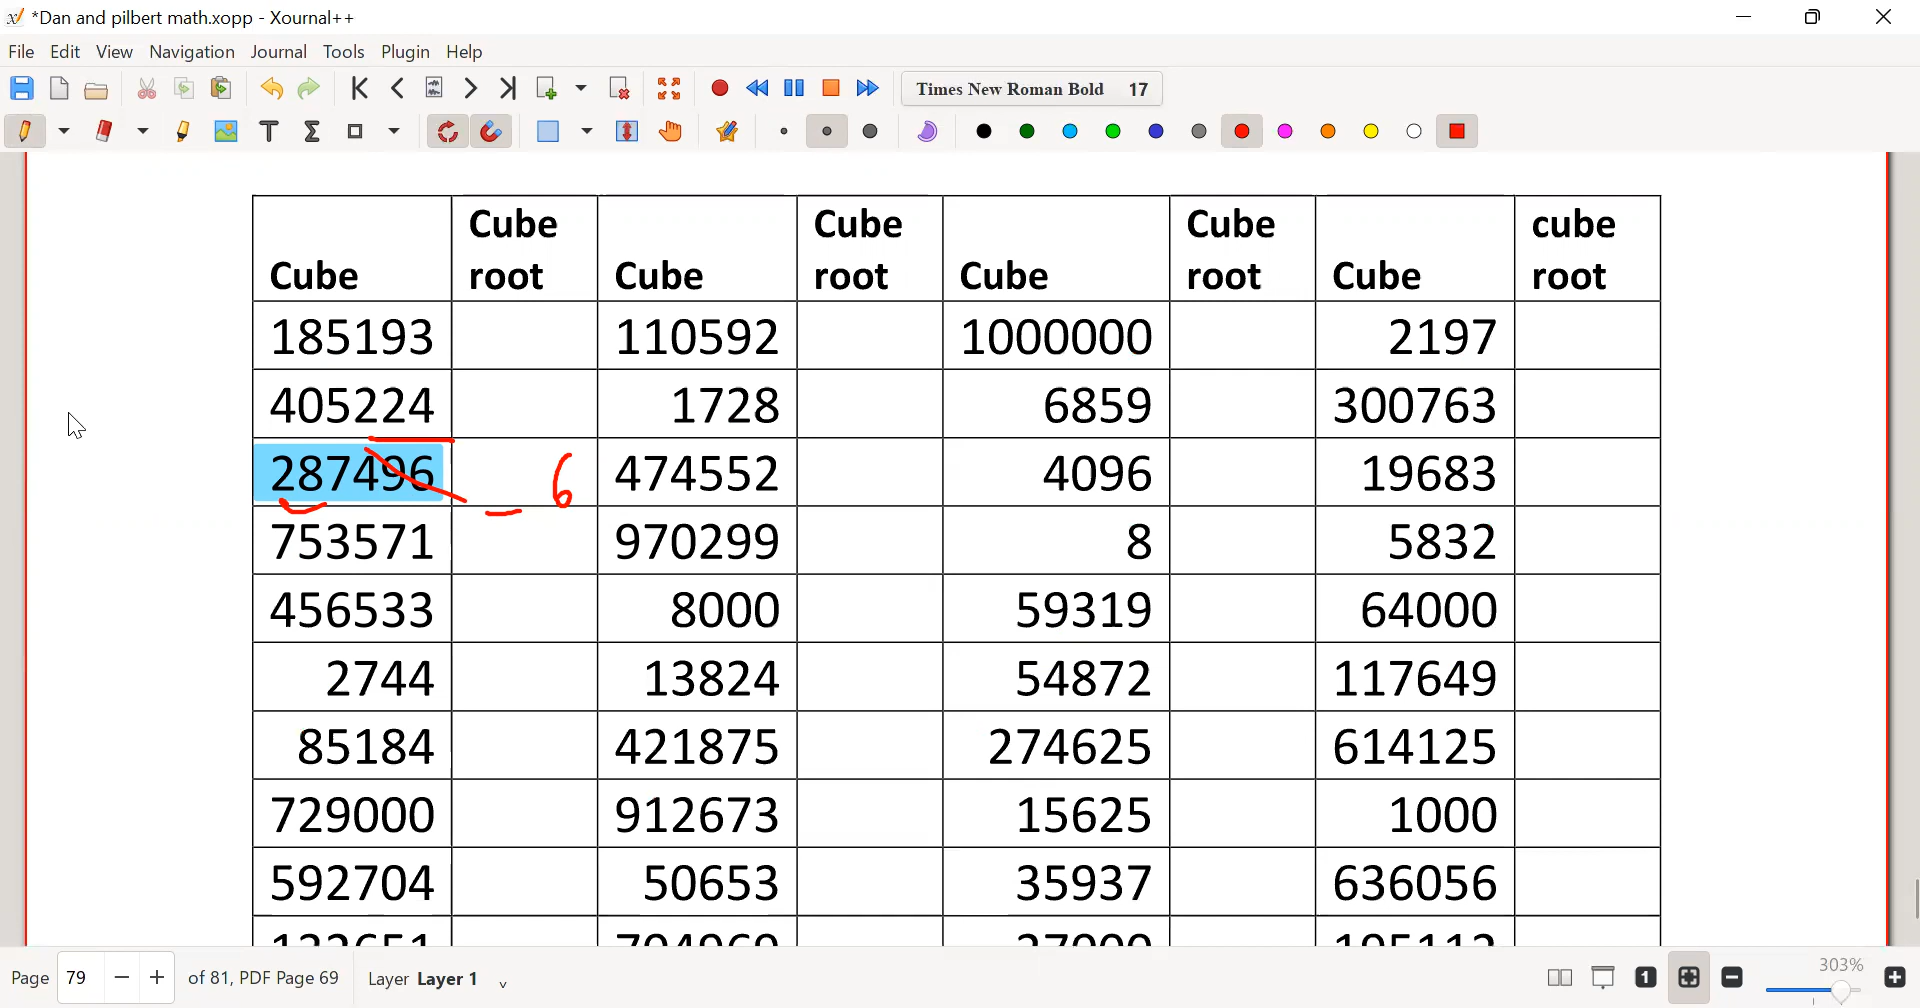 *Dan and pilbert math.xopp - Xournal++
File Edit View Navigation Journal Tools Plugin Help
Times New Roman Bold 17
Cube Cube root Cube Cube root Cube Cube root Cube cube root
185193 110592 1000000 2197
405224 1728 6859 300763
287496 _ 6 474552 4096 19683
753571 970299 8 5832
456533 8000 59319 64000
2744 13824 54872 117649
85184 421875 274625 614125
729000 912673 15625 1000
592704 50653 35937 636056
303%
Page 79 of 81, PDF Page 69 Layer Layer 1